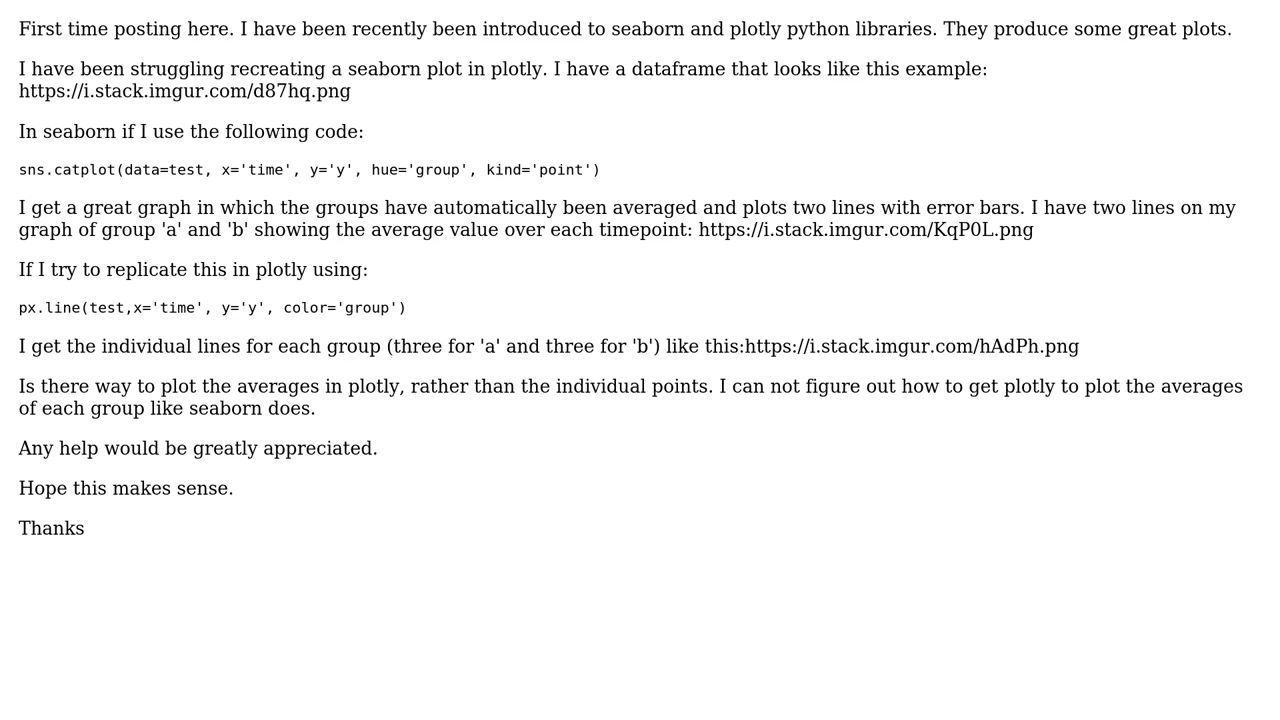 First time posting here. I have been recently been introduced to seaborn and plotly python libraries. They produce some great plots.
I have been struggling recreating a seaborn plot in plotly. I have a dataframe that looks like this example:
https://i.stack.imgur.com/d87hq.png
In seaborn if I use the following code:
sns.catplot(data=test, x='time', y='y', hue='group', kind='point')
I get a great graph in which the groups have automatically been averaged and plots two lines with error bars. I have two lines on my
graph of group 'a' and 'b' showing the average value over each timepoint: https://i.stack.imgur.com/KqP0L.png
If I try to replicate this in plotly using:
px.line(test,x='time', y='y', color='group')
I get the individual lines for each group (three for 'a' and three for 'b') like this:https://i.stack.imgur.com/hAdPh.png
Is there way to plot the averages in plotly, rather than the individual points. I can not figure out how to get plotly to plot the averages
of each group like seaborn does.
Any help would be greatly appreciated.
Hope this makes sense.
Thanks